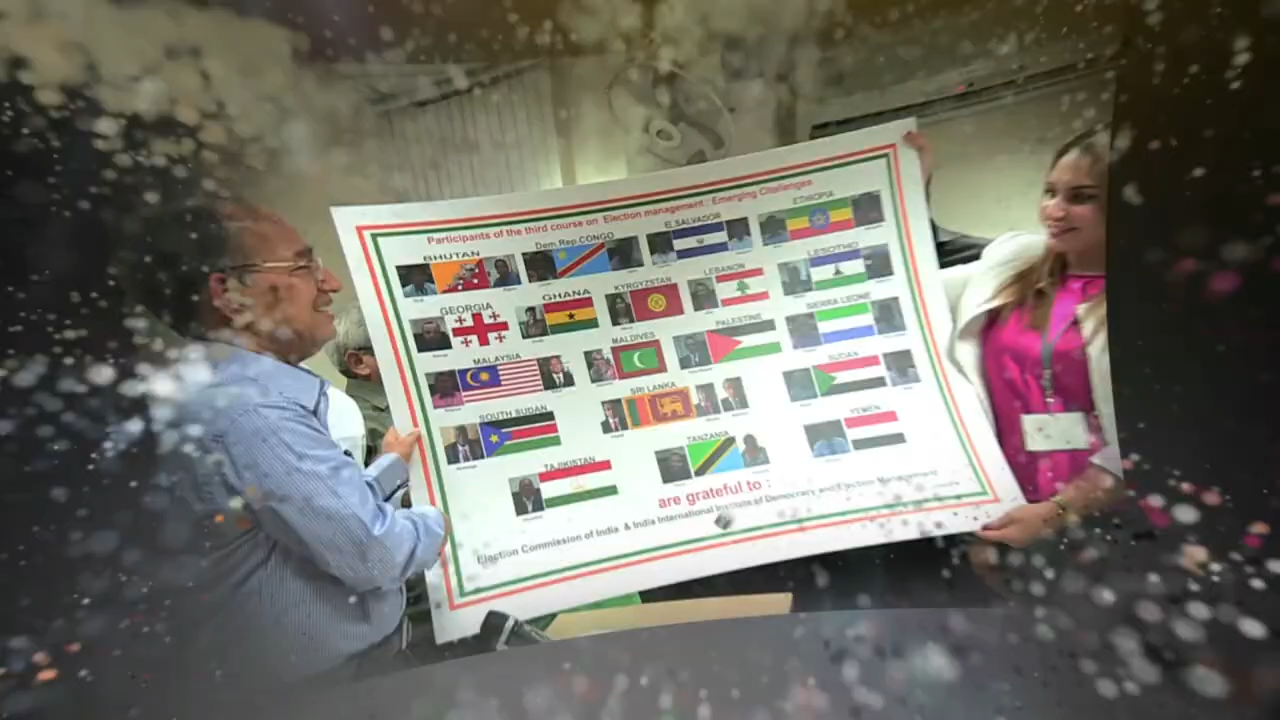 Participants of the third course on Election management : Emerging Challenges
BHUTAN
Dem.Rep.CONGO
EL SALVADOR
ETHIOPIA
GEORGIA
GHANA
KYRGYZSTAN
LEBANON
LESOTHO
MALAYSIA
MALDIVES
PALESTINE
SIERRA LEONE
SOUTH SUDAN
SRI LANKA
SUDAN
TAJIKISTAN
TANZANIA
YEMEN
are grateful to :
Election Commission of India & India International Institute of Democracy and Election Management